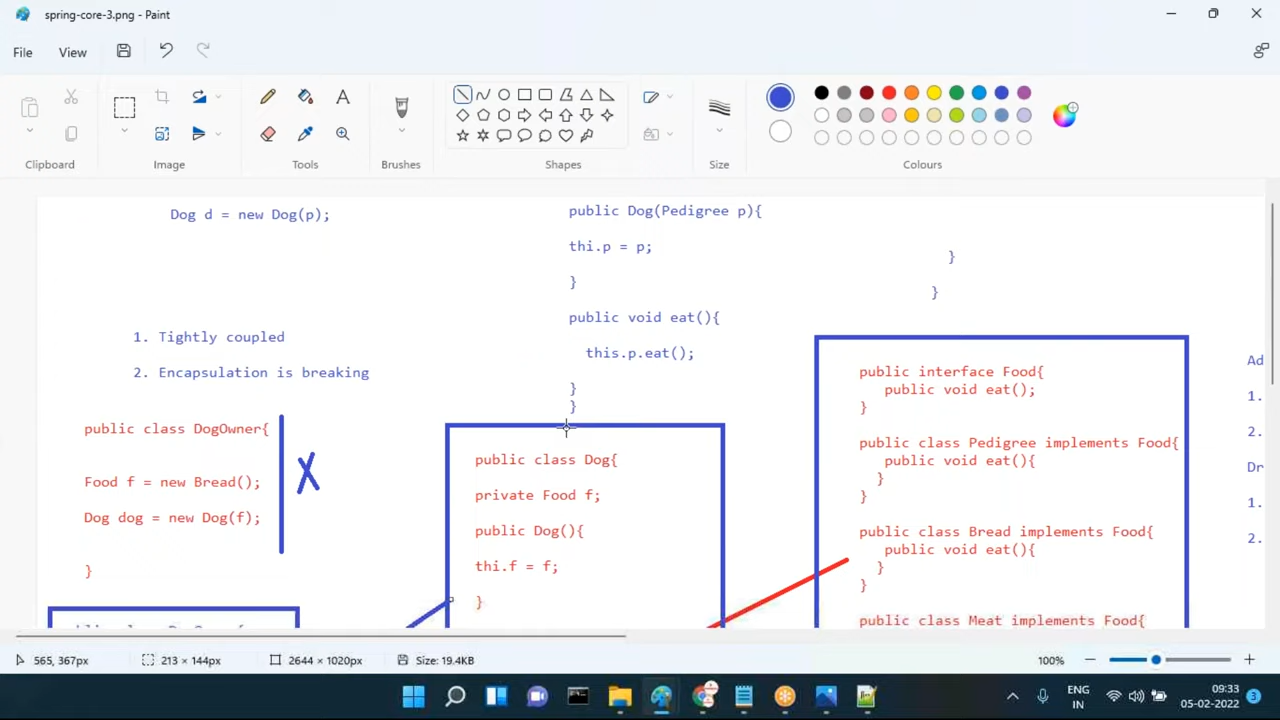 spring-core-3.png - Paint
File
View
Clipboard
Image
Tools
Brushes
Shapes
Size
Colours
Dog d = new Dog(p);
1. Tightly coupled
2. Encapsulation is breaking
public class DogOwner{
Food f = new Bread();
Dog dog = new Dog(f);
}
X
public Dog(Pedigree p){
thi.p = p;
}
public void eat(){
this.p.eat();
}
}
public class Dog{
private Food f;
public Dog(){
thi.f = f;
}
}
}
public interface Food{
public void eat();
}
public class Pedigree implements Food{
public void eat(){
}
}
public class Bread implements Food{
public void eat(){
}
}
public class Meat implements Food{
Ad
1.
2.
Dr
1.
2.
565, 367px
213 × 144px
2644 × 1020px
Size: 19.4KB
100%
ENG
IN
09:33
05-02-2022
3